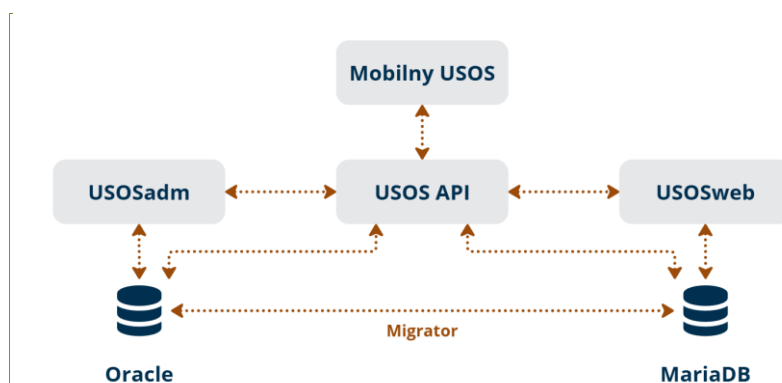 Mobilny USOS
USOSadm
USOS API
USOSweb
Migrator
Oracle
MariaDB